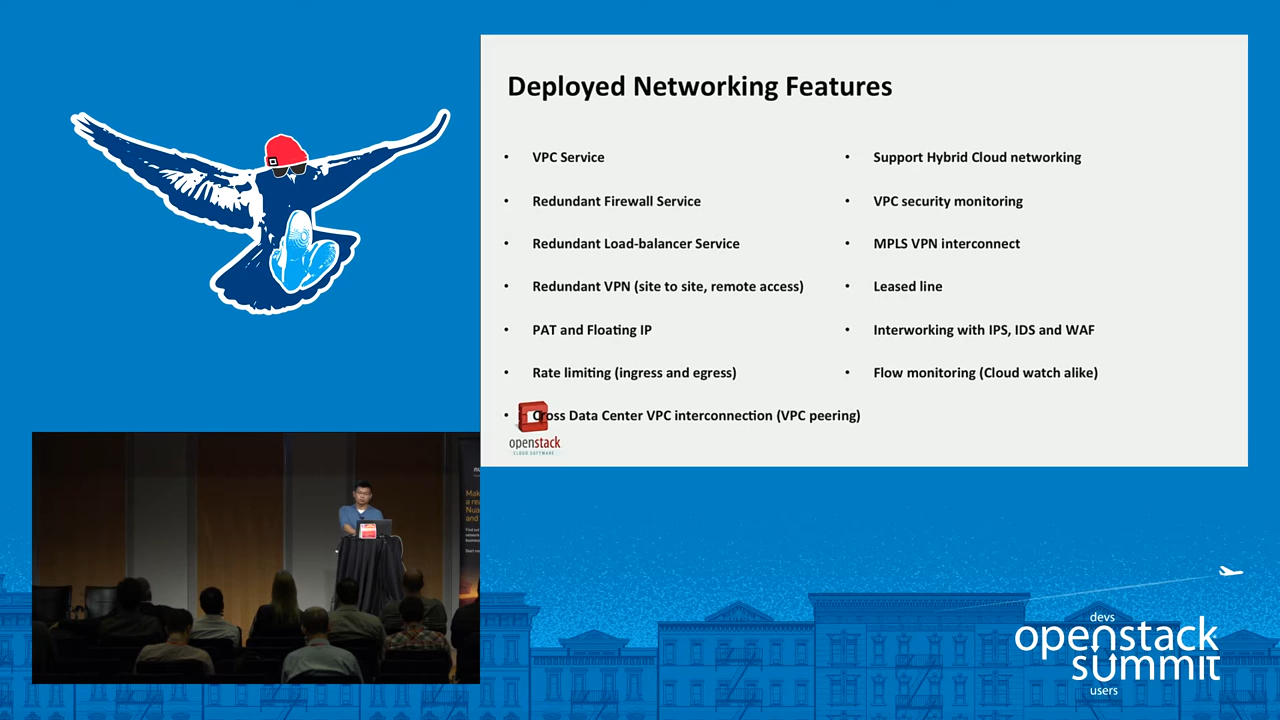 Deployed Networking Features
• VPC Service
• Redundant Firewall Service
• Redundant Load-balancer Service
• Redundant VPN (site to site, remote access)
• PAT and Floating IP
• Rate limiting (ingress and egress)
• Cross Data Center VPC interconnection (VPC peering)
• Support Hybrid Cloud networking
• VPC security monitoring
• MPLS VPN interconnect
• Leased line
• Interworking with IPS, IDS and WAF
• Flow monitoring (Cloud watch alike)
openstack
CLOUD SOFTWARE
devs
openstack
summit
users